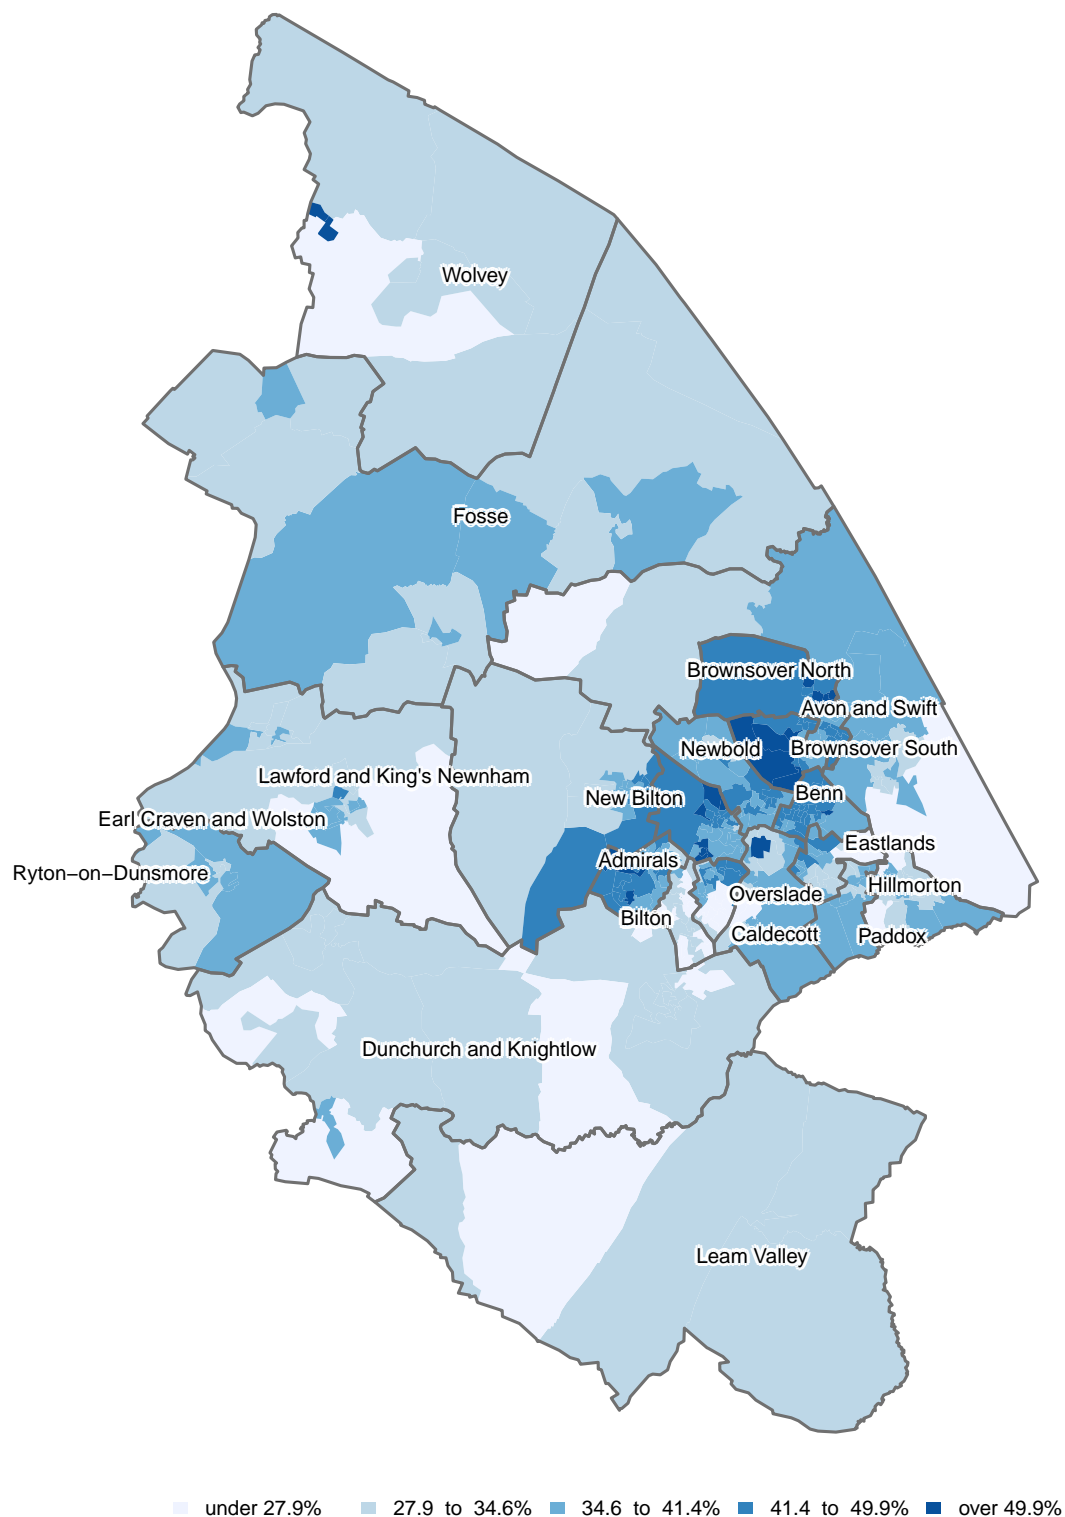 Wolvey
Fosse
Brownsover North
Avon and Swift
Newbold
Brownsover South
Lawford and King's Newnham
New Bilton
Benn
Earl Craven and Wolston
Eastlands
Admirals
Ryton–on–Dunsmore
Hillmorton
Overslade
Bilton
Caldecott
Paddox
Dunchurch and Knightlow
Leam Valley
under 27.9% 27.9 to 34.6% 34.6 to 41.4% 41.4 to 49.9% over 49.9%